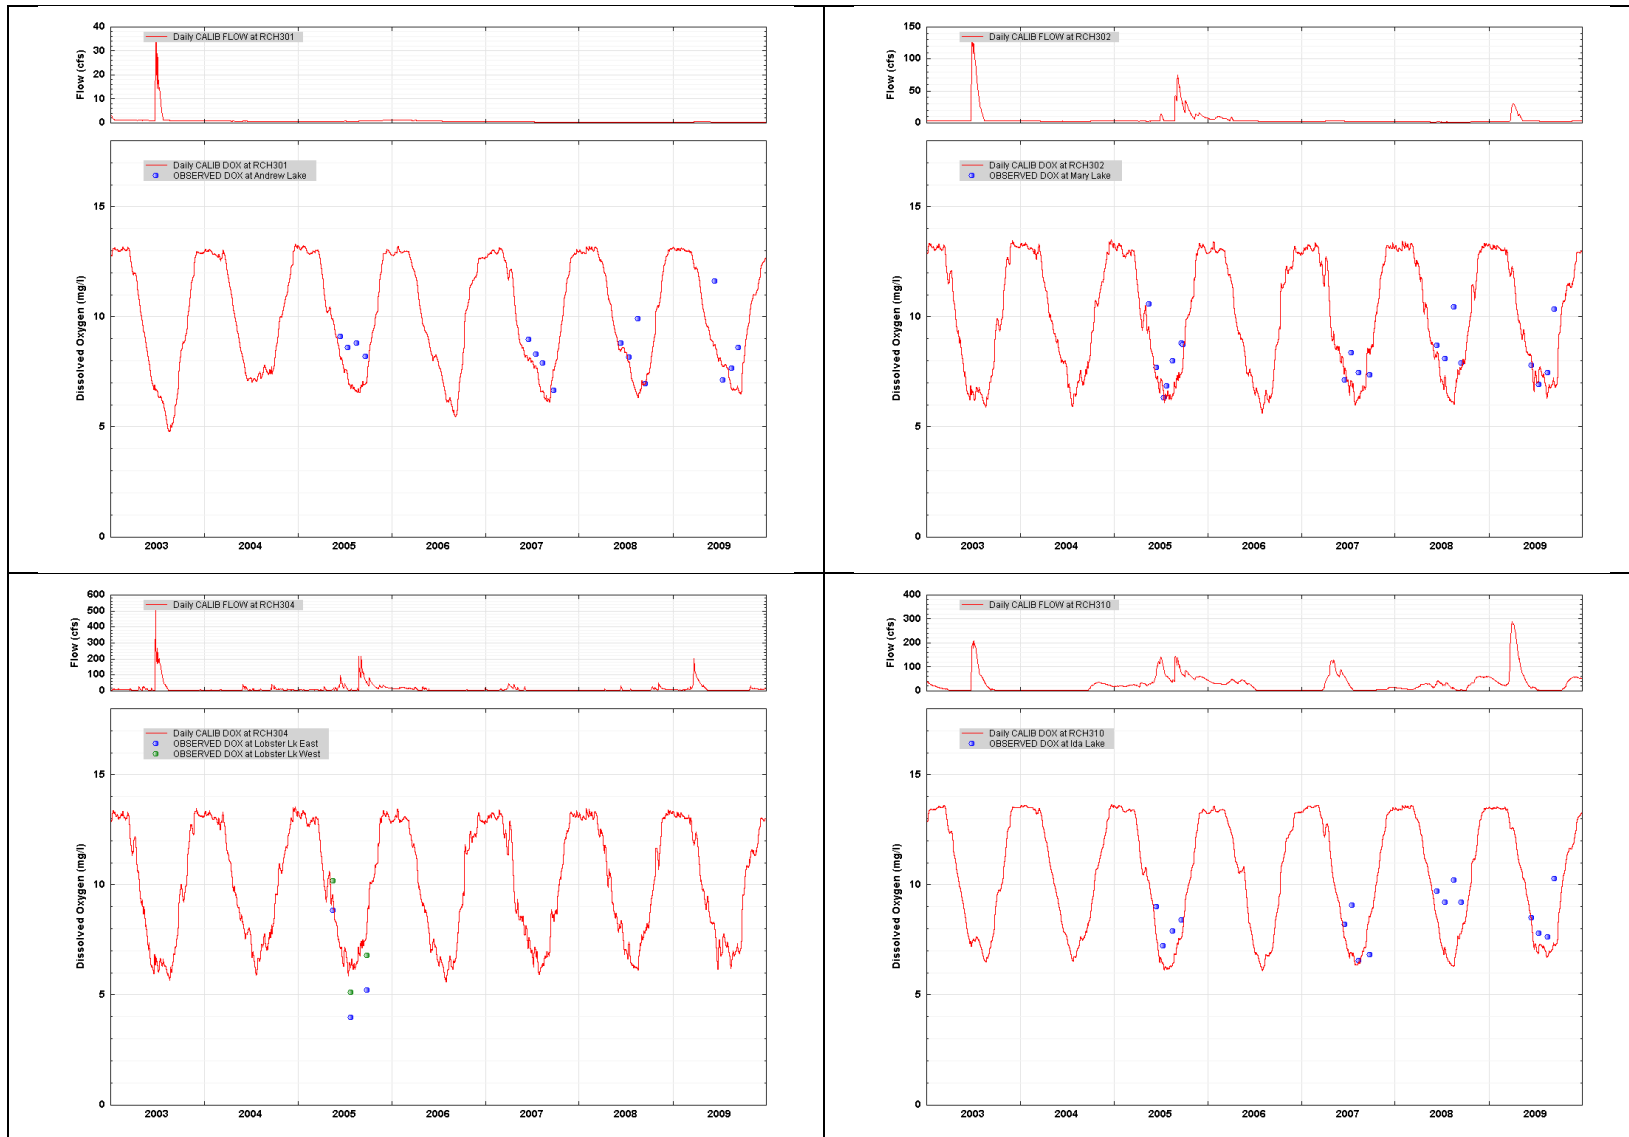 40
30
20
10
0
Flow (cfs)
Daily CALIB FLOW at RCH301
15
10
5
0
Dissolved Oxygen (mg/l)
Daily CALIB DOX at RCH301
OBSERVED DOX at Andrew Lake
2003 2004 2005 2006 2007 2008 2009
150
100
50
0
Flow (cfs)
Daily CALIB FLOW at RCH302
15
10
5
0
Dissolved Oxygen (mg/l)
Daily CALIB DOX at RCH302
OBSERVED DOX at Mary Lake
2003 2004 2005 2006 2007 2008 2009
600
500
400
300
200
100
0
Flow (cfs)
Daily CALIB FLOW at RCH304
15
10
5
0
Dissolved Oxygen (mg/l)
Daily CALIB DOX at RCH304
OBSERVED DOX at Lobster Lk East
OBSERVED DOX at Lobster Lk West
2003 2004 2005 2006 2007 2008 2009
400
300
200
100
0
Flow (cfs)
Daily CALIB FLOW at RCH310
15
10
5
0
Dissolved Oxygen (mg/l)
Daily CALIB DOX at RCH310
OBSERVED DOX at Ida Lake
2003 2004 2005 2006 2007 2008 2009